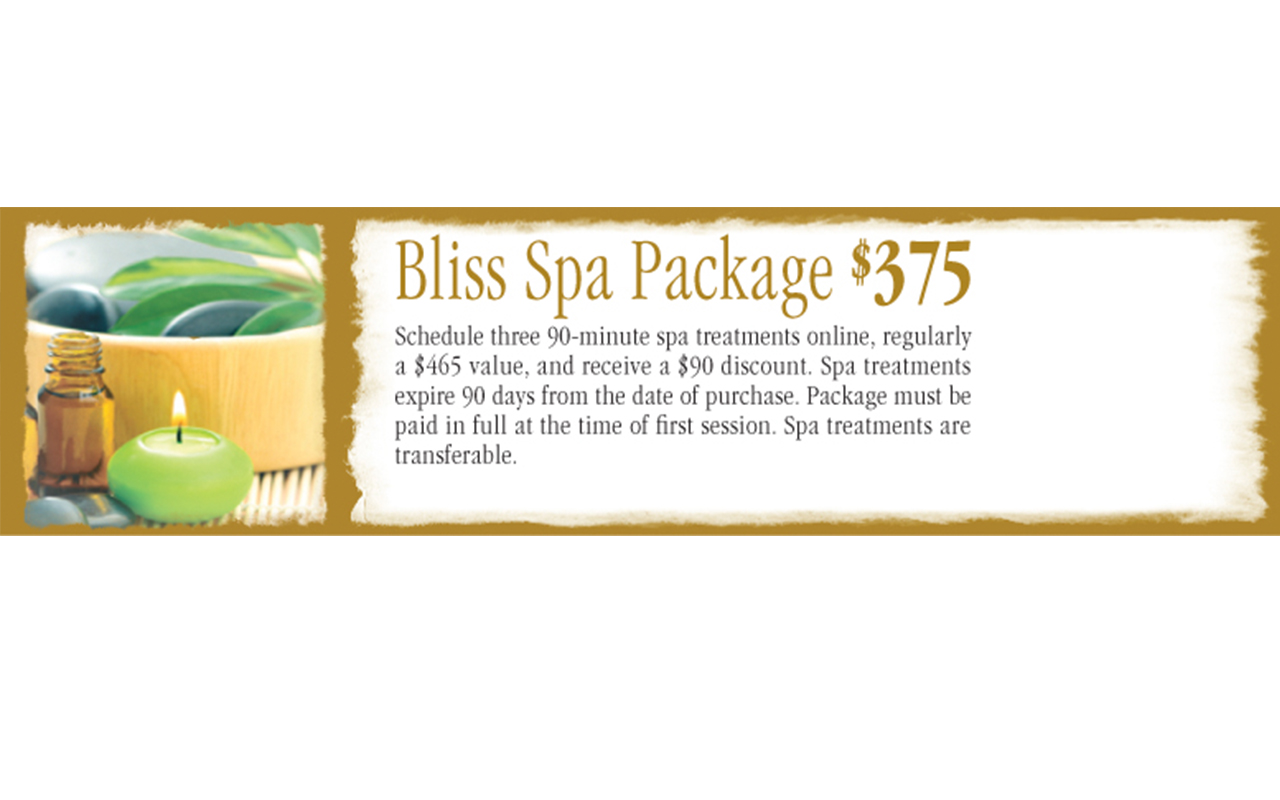 Bliss Spa Package $375
Schedule three 90-minute spa treatments online, regularly
a $465 value, and receive a $90 discount. Spa treatments
expire 90 days from the date of purchase. Package must be
paid in full at the time of first session. Spa treatments are
transferable.